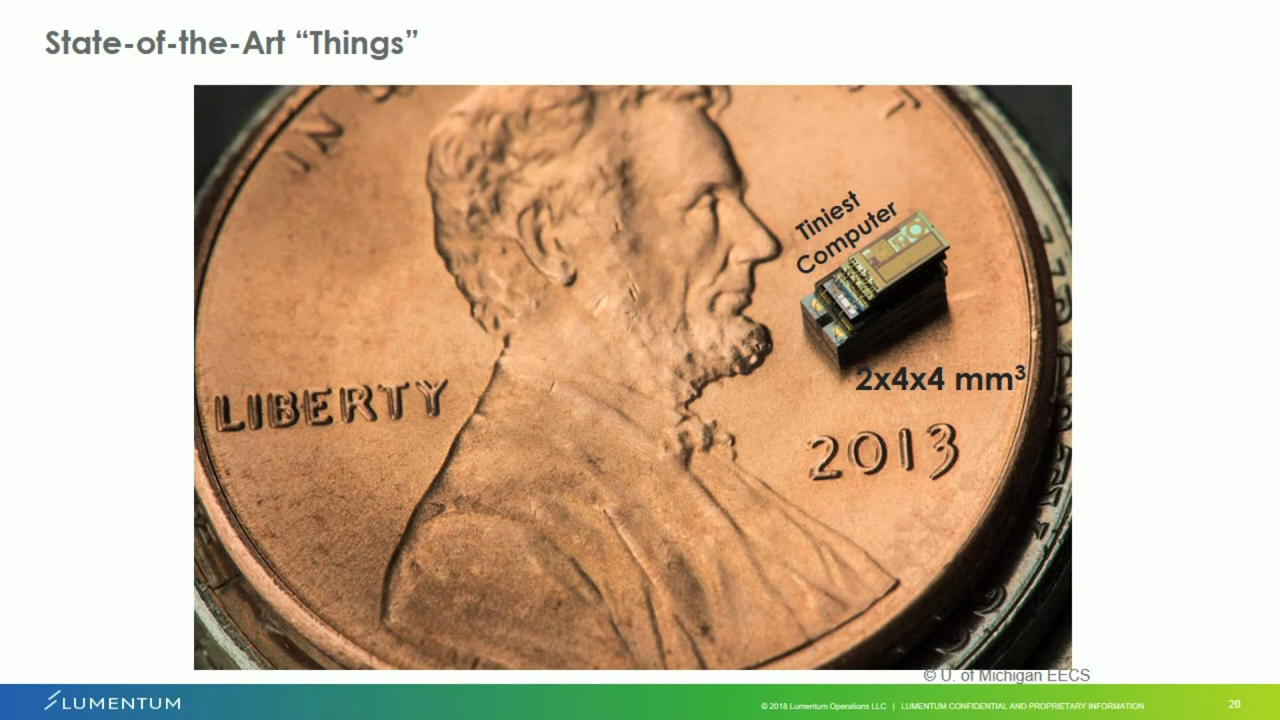 State-of-the-Art “Things”
IN
T
Tiniest
Computer
2x4x4 mm³
LIBERTY
2013
© U. of Michigan EECS
LUMENTUM
© 2018 Lumentum Operations LLC | LUMENTUM CONFIDENTIAL AND PROPRIETARY INFORMATION
20